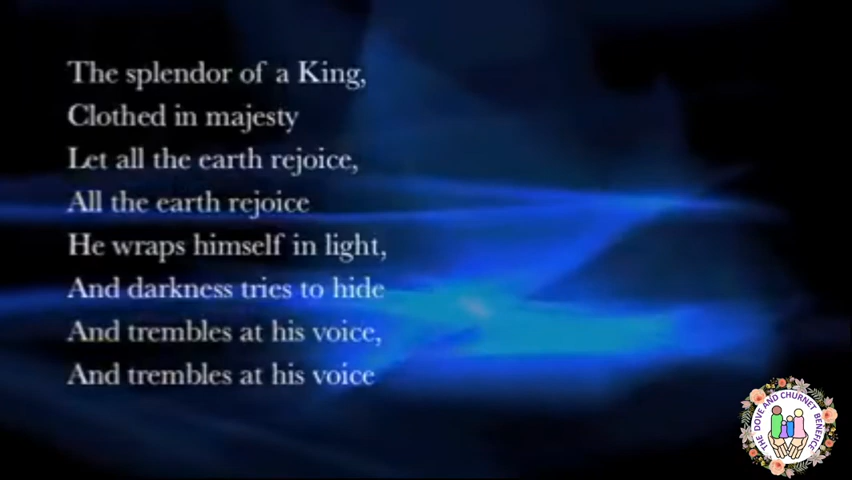 The splendor of a King,
Clothed in majesty
Let all the earth rejoice,
All the earth rejoice
He wraps himself in light,
And darkness tries to hide
And trembles at his voice,
And trembles at his voice
THE DOVE AND CHURNET BENEFICE